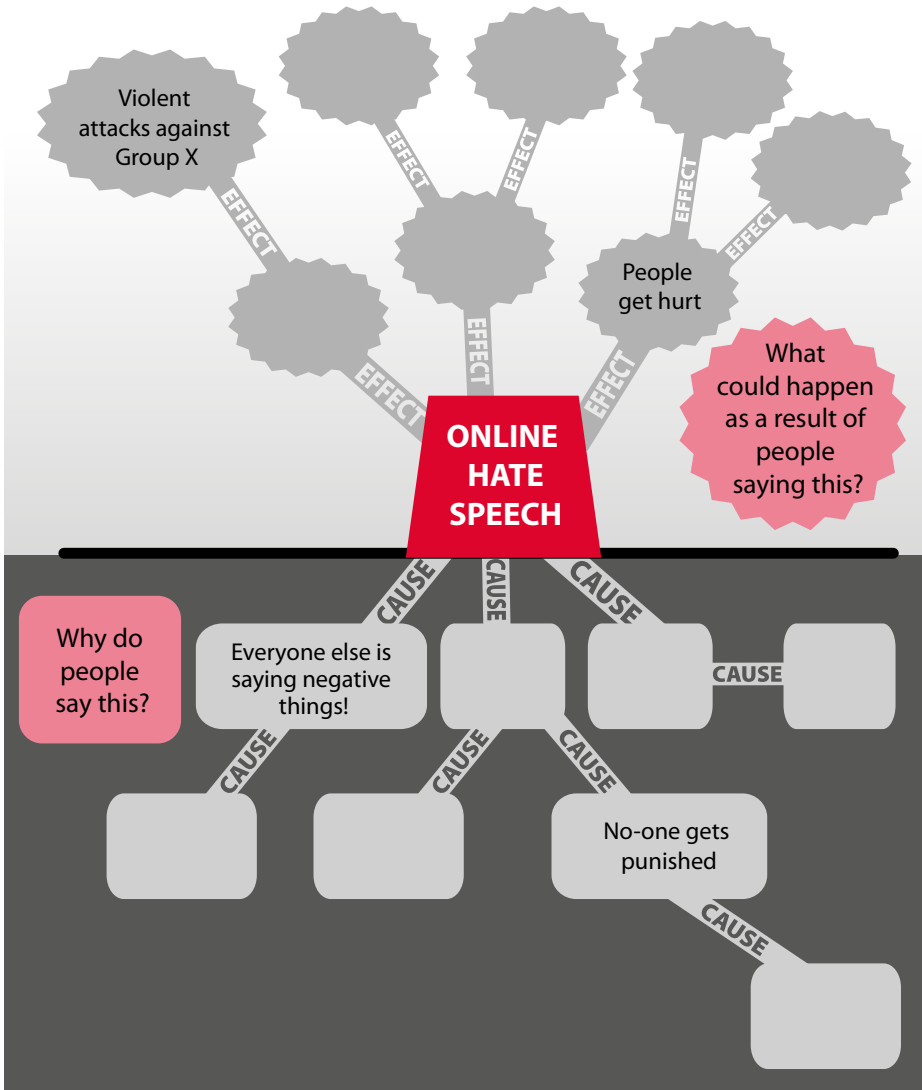 Violent
attacks against
Group X
EFFECT
EFFECT
EFFECT
EFFECT
EFFECT
People
get hurt
EFFECT
EFFECT
EFFECT
What
could happen
as a result of
people
saying this?
ONLINE
HATE
SPEECH
CAUSE
CAUSE
CAUSE
Why do
people
say this?
Everyone else is
saying negative
things!
CAUSE
CAUSE
CAUSE
CAUSE
No-one gets
punished
CAUSE